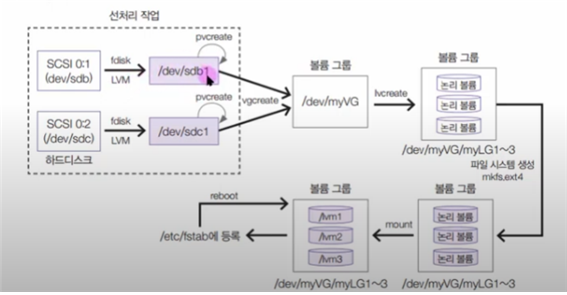 선처리 작업
pvcreate
SCSI 0:1
(dev/sdb)
fdisk
LVM
/dev/sdb1
pvcreate
SCSI 0:2
(/dev/sdc)
fdisk
LVM
/dev/sdc1
하드디스크
vgcreate
볼륨 그룹
/dev/myVG
lvcreate
볼륨 그룹
논리 볼륨
논리 볼륨
논리 볼륨
/dev/myVG/myLG1~3
파일 시스템 생성
mkfs.ext4
볼륨 그룹
논리 볼륨
논리 볼륨
논리 볼륨
/dev/myVG/myLG1~3
mount
볼륨 그룹
/lvm1
/lvm2
/lvm3
/dev/myVG/myLG1~3
reboot
/etc/fstab에 등록